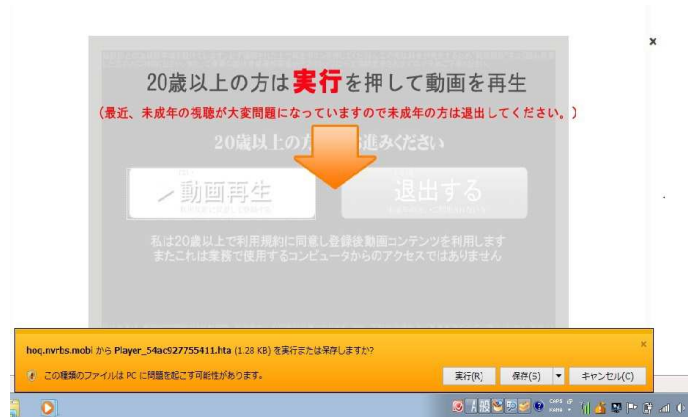 20歳以上の方は実行を押して動画を再生
(最近、未成年の視聴が大変問題になっていますので未成年の方は退出してください。)
20歳以上の方 進みください
動画再生
退出する
私は20歳以上で利用規約に同意し登録後動画コンテンツを利用します
またこれは業務で使用するコンピュータからのアクセスではありません
hoq.nvrbs.mobi から Player_54ac927755411.hta (1.28 KB) を実行または保存しますか?
この種類のファイルは PC に問題を起こす可能性があります。
実行(R)
保存(S)
キャンセル(C)
A 般
CAPS
KANA